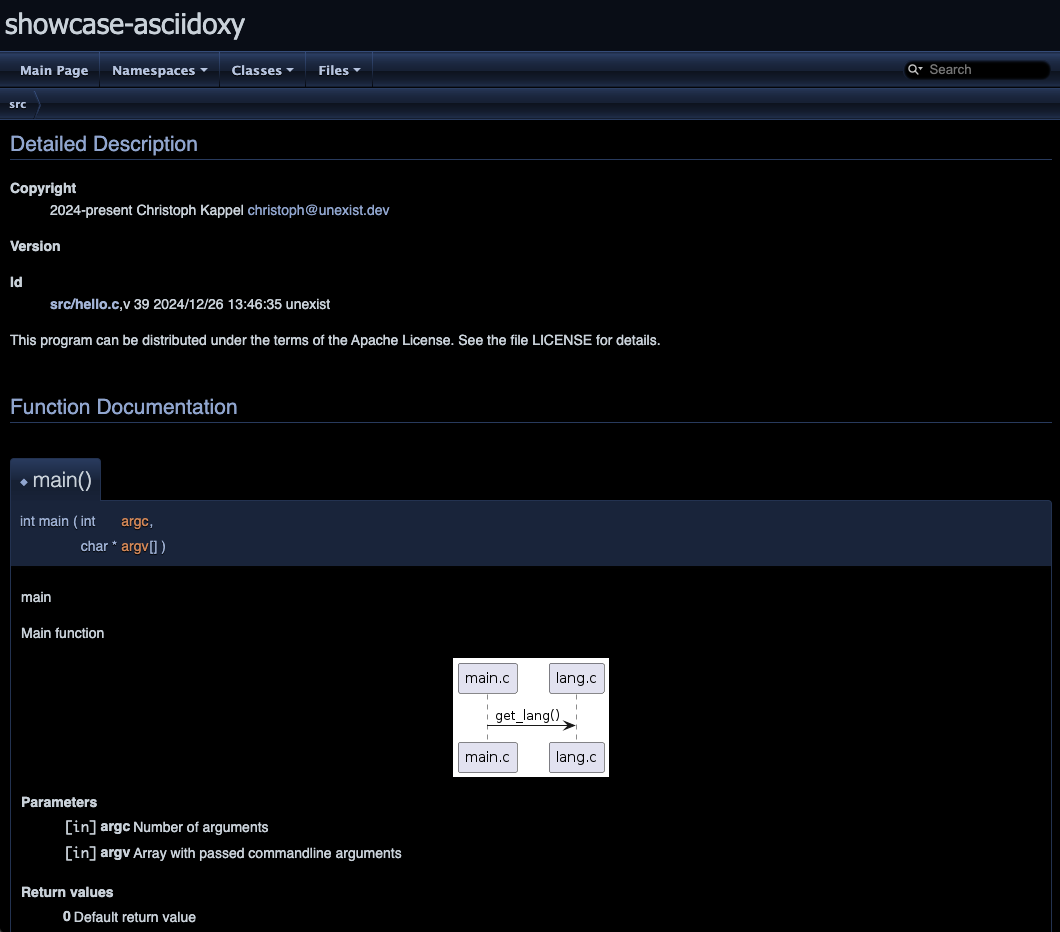 showcase-asciidoxy
Main Page Namespaces Classes Files Search
src
Detailed Description
Copyright
2024-present Christoph Kappel christoph@unexist.dev
Version
Id
src/hello.c,v 39 2024/12/26 13:46:35 unexist
This program can be distributed under the terms of the Apache License. See the file LICENSE for details.
Function Documentation
◆ main()
int main ( int argc,
char * argv[] )
main
Main function
main.c lang.c
get_lang()
main.c lang.c
Parameters
[in] argc Number of arguments
[in] argv Array with passed commandline arguments
Return values
0 Default return value